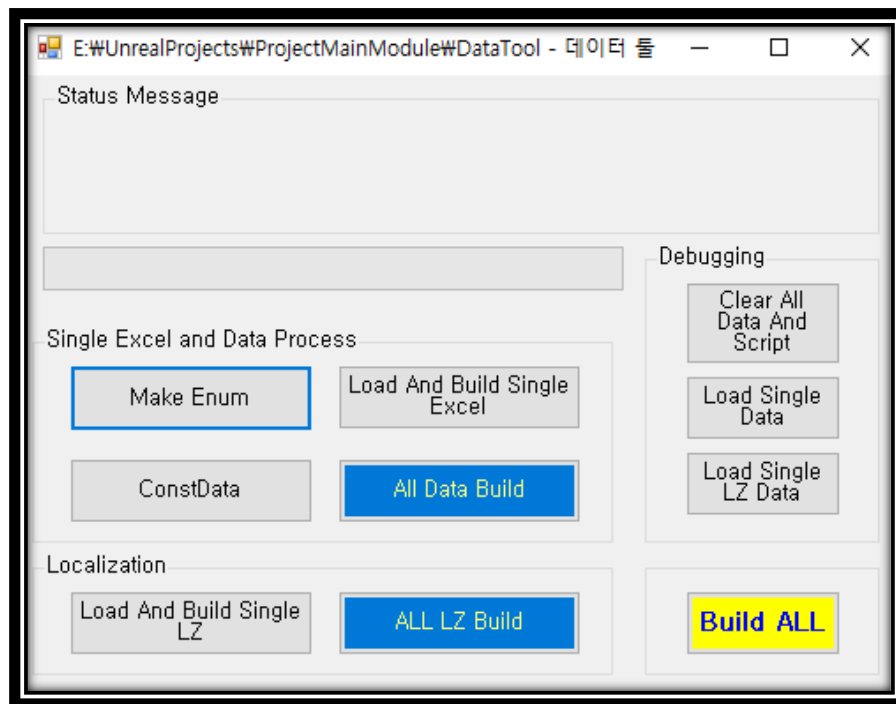 E:₩UnrealProjects₩ProjectMainModule₩DataTool - 데이터 툴
Status Message
Debugging
Clear All
Data And
Script
Single Excel and Data Process
Make Enum
Load And Build Single
Excel
Load Single
Data
ConstData
All Data Build
Load Single
LZ Data
Localization
Load And Build Single
LZ
ALL LZ Build
Build ALL